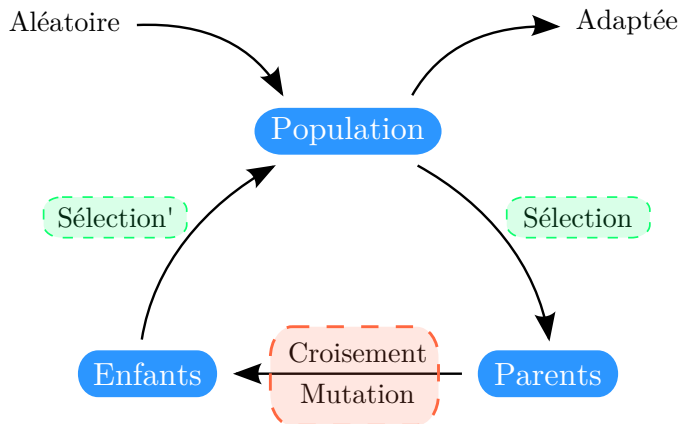 Aléatoire
Adaptée
Population
Sélection'
Sélection
Croisement
Enfants
Parents
Mutation